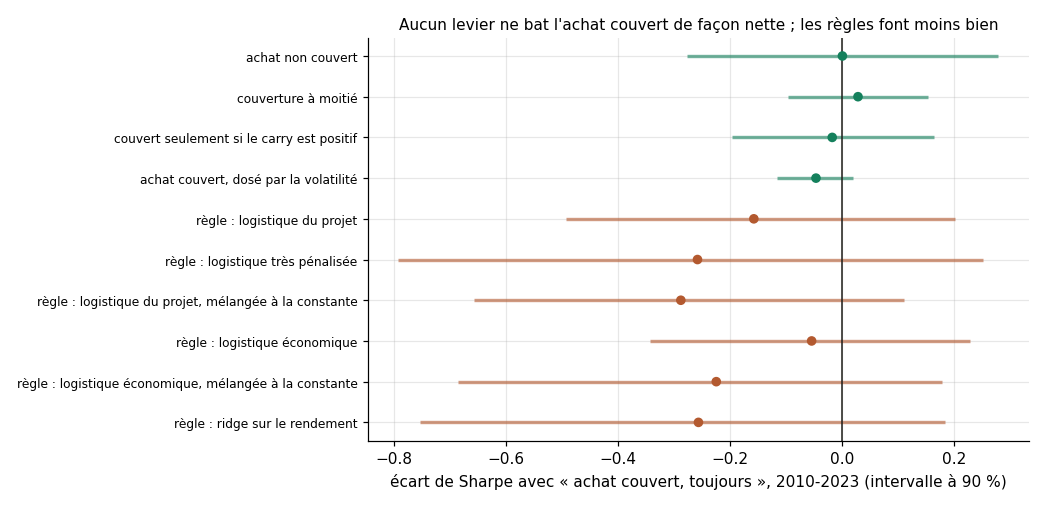 Aucun levier ne bat l'achat couvert de façon nette ; les règles font moins bien
achat non couvert
couverture à moitié
couvert seulement si le carry est positif
achat couvert, dosé par la volatilité
règle : logistique du projet
règle : logistique très pénalisée
règle : logistique du projet, mélangée à la constante
règle : logistique économique
règle : logistique économique, mélangée à la constante
règle : ridge sur le rendement
−0.8 −0.6 −0.4 −0.2 0.0 0.2
écart de Sharpe avec « achat couvert, toujours », 2010-2023 (intervalle à 90 %)